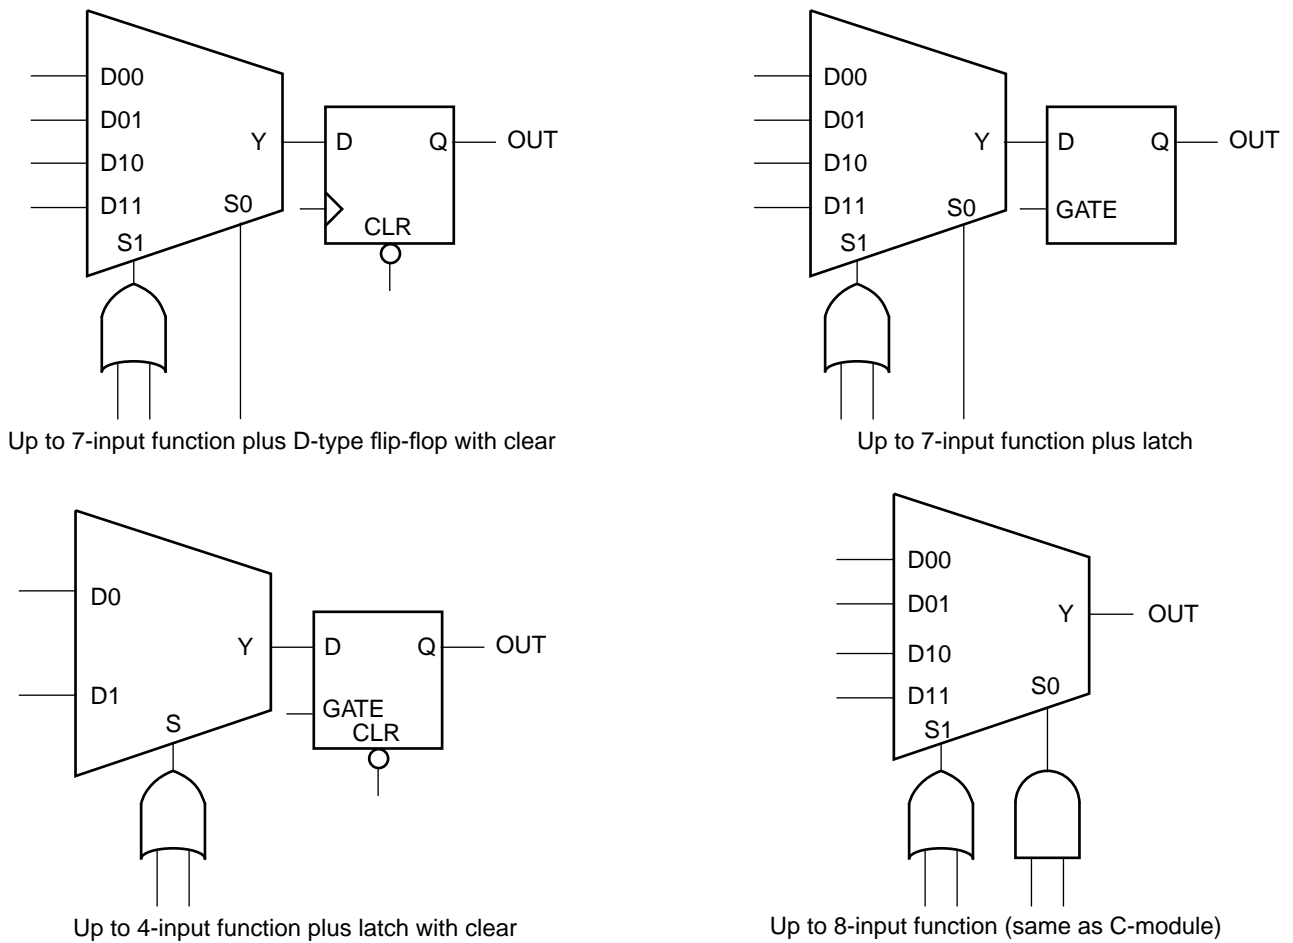 D00
D01
D10
D11
Y
S0
S1
D
Q
CLR
OUT
Up to 7-input function plus D-type flip-flop with clear
D00
D01
D10
D11
Y
S0
S1
D
Q
GATE
OUT
Up to 7-input function plus latch
D0
D1
Y
S
D
Q
GATE
CLR
OUT
Up to 4-input function plus latch with clear
D00
D01
D10
D11
Y
S0
S1
OUT
Up to 8-input function (same as C-module)